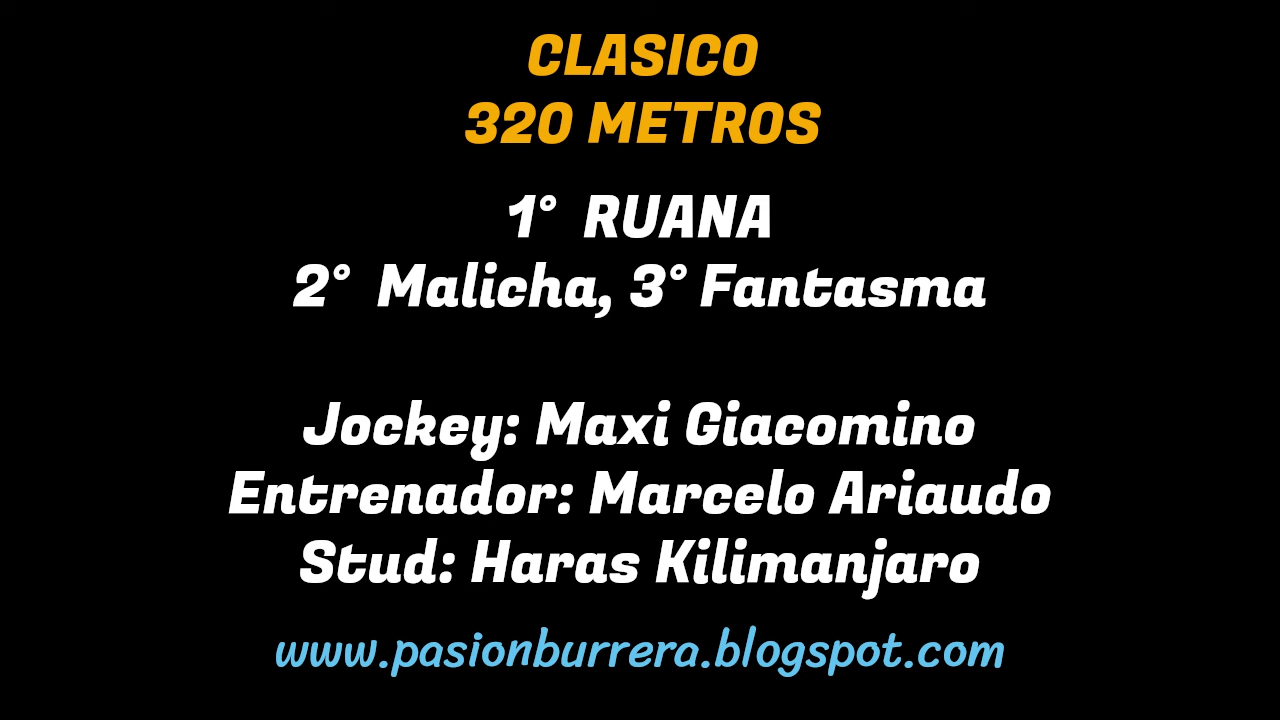 CLASICO
320 METROS
1° RUANA
2° Malicha, 3° Fantasma
Jockey: Maxi Giacomino
Entrenador: Marcelo Ariaudo
Stud: Haras Kilimanjaro
www.pasionburrera.blogspot.com